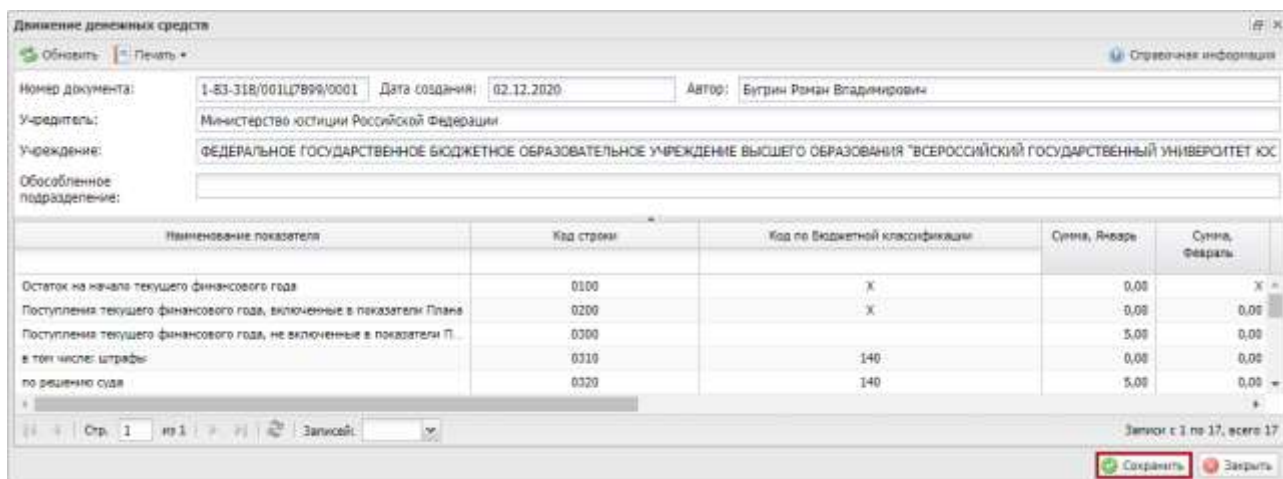 Движение денежных средств
Обновить Печать Справочная информация
Номер документа: 1-83-318/001Ц7В99/0001 Дата создания: 02.12.2020 Автор: Бугрин Роман Владимирович
Учредитель: Министерство юстиции Российской Федерации
Учреждение: ФЕДЕРАЛЬНОЕ ГОСУДАРСТВЕННОЕ БЮДЖЕТНОЕ ОБРАЗОВАТЕЛЬНОЕ УЧРЕЖДЕНИЕ ВЫСШЕГО ОБРАЗОВАНИЯ "ВСЕРОССИЙСКИЙ ГОСУДАРСТВЕННЫЙ УНИВЕРСИТЕТ ЮС
Обособленное
подразделение:
Наименование показателя Код строки Код по Бюджетной классификации Сумма, Январь Сумма,
Февраль
Остаток на начало текущего финансового года 0100 X 0,00 X
Поступления текущего финансового года, включенные в показатели Плана 0200 X 0,00 0,00
Поступления текущего финансового года, не включенные в показатели П... 0300 5,00 0,00
в том числе: штрафы 0310 140 0,00 0,00
по решению суда 0320 140 5,00 0,00
Стр. 1 из 1 Записей: Записи с 1 по 17, всего 17
Сохранить Закрыть